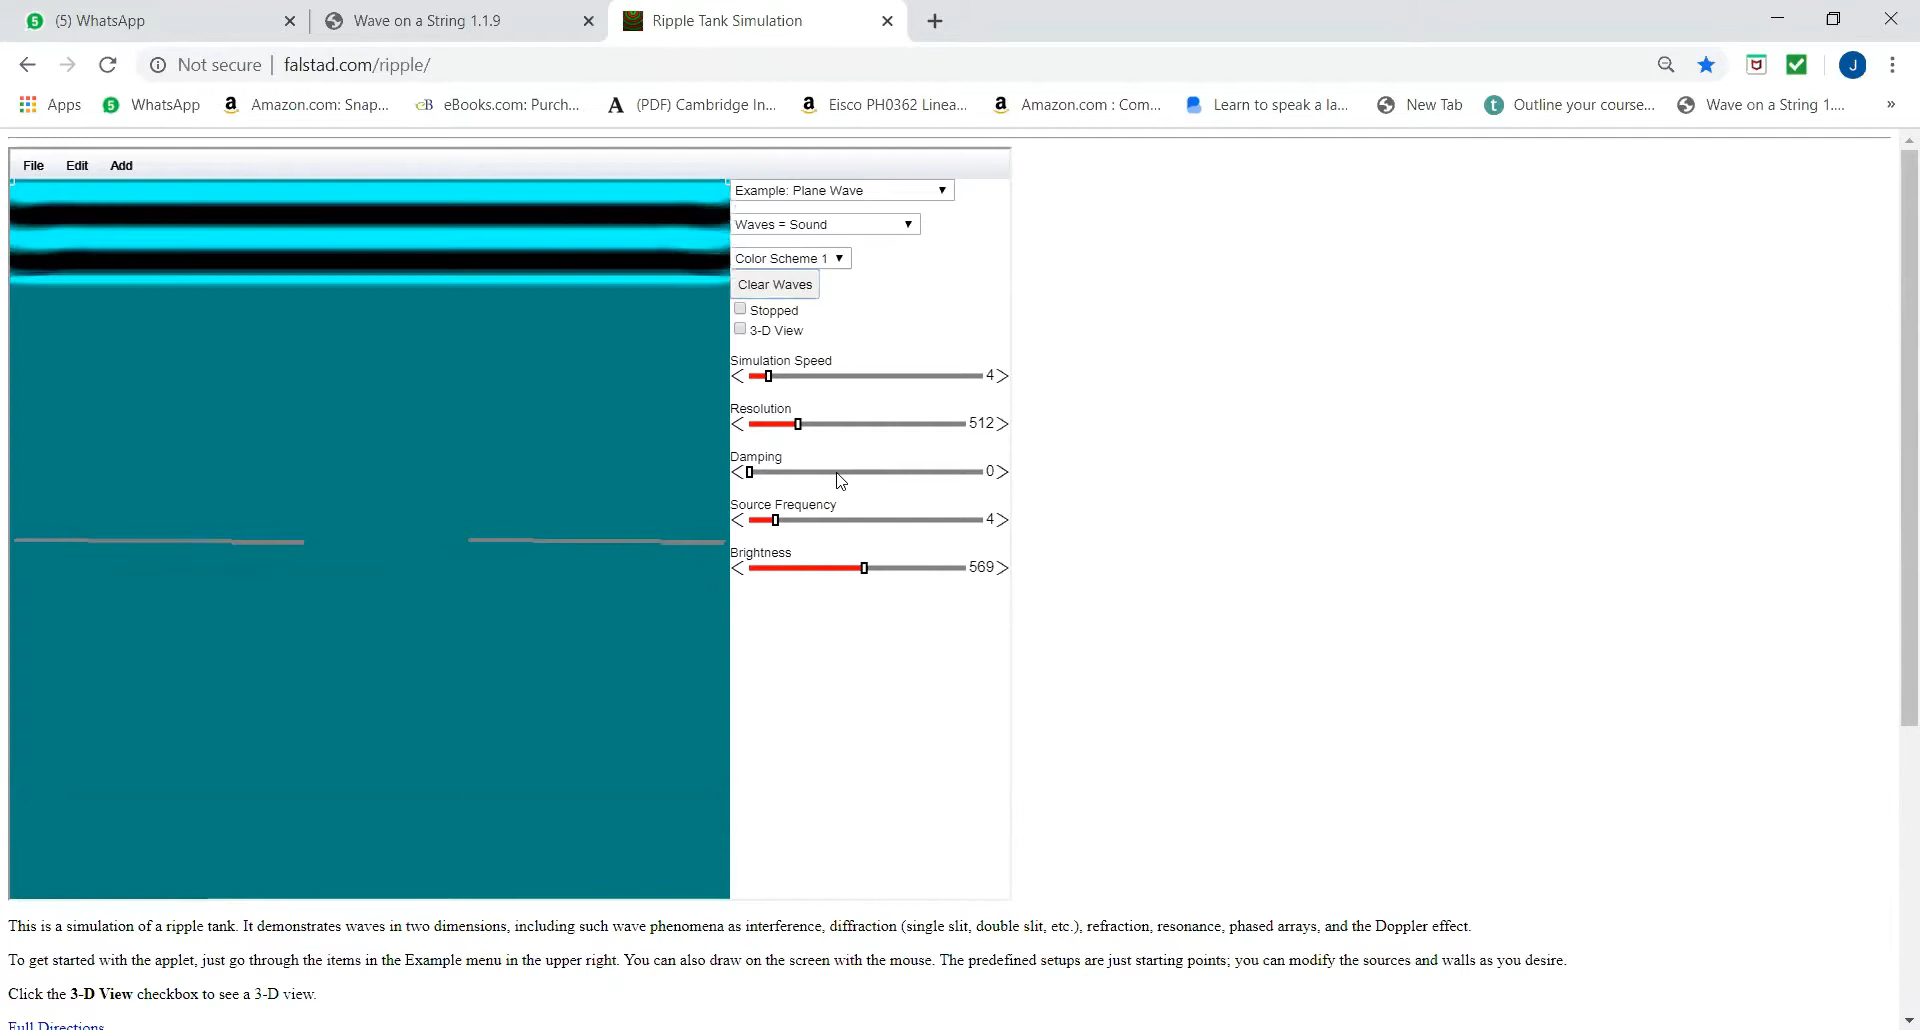 5 (5) WhatsApp
Wave on a String 1.1.9
Ripple Tank Simulation
Not secure | falstad.com/ripple/
J
Apps
5 WhatsApp
a Amazon.com: Snap...
eB eBooks.com: Purch...
A (PDF) Cambridge In...
a Eisco PH0362 Linea...
a Amazon.com : Com...
Learn to speak a la...
New Tab
t Outline your course...
Wave on a String 1....
»
File Edit Add
Example: Plane Wave
Waves = Sound
Color Scheme 1
Clear Waves
Stopped
3-D View
Simulation Speed
4
Resolution
512
Damping
0
Source Frequency
4
Brightness
569
This is a simulation of a ripple tank. It demonstrates waves in two dimensions, including such wave phenomena as interference, diffraction (single slit, double slit, etc.), refraction, resonance, phased arrays, and the Doppler effect.
To get started with the applet, just go through the items in the Example menu in the upper right. You can also draw on the screen with the mouse. The predefined setups are just starting points; you can modify the sources and walls as you desire.
Click the 3-D View checkbox to see a 3-D view.
Full Directions